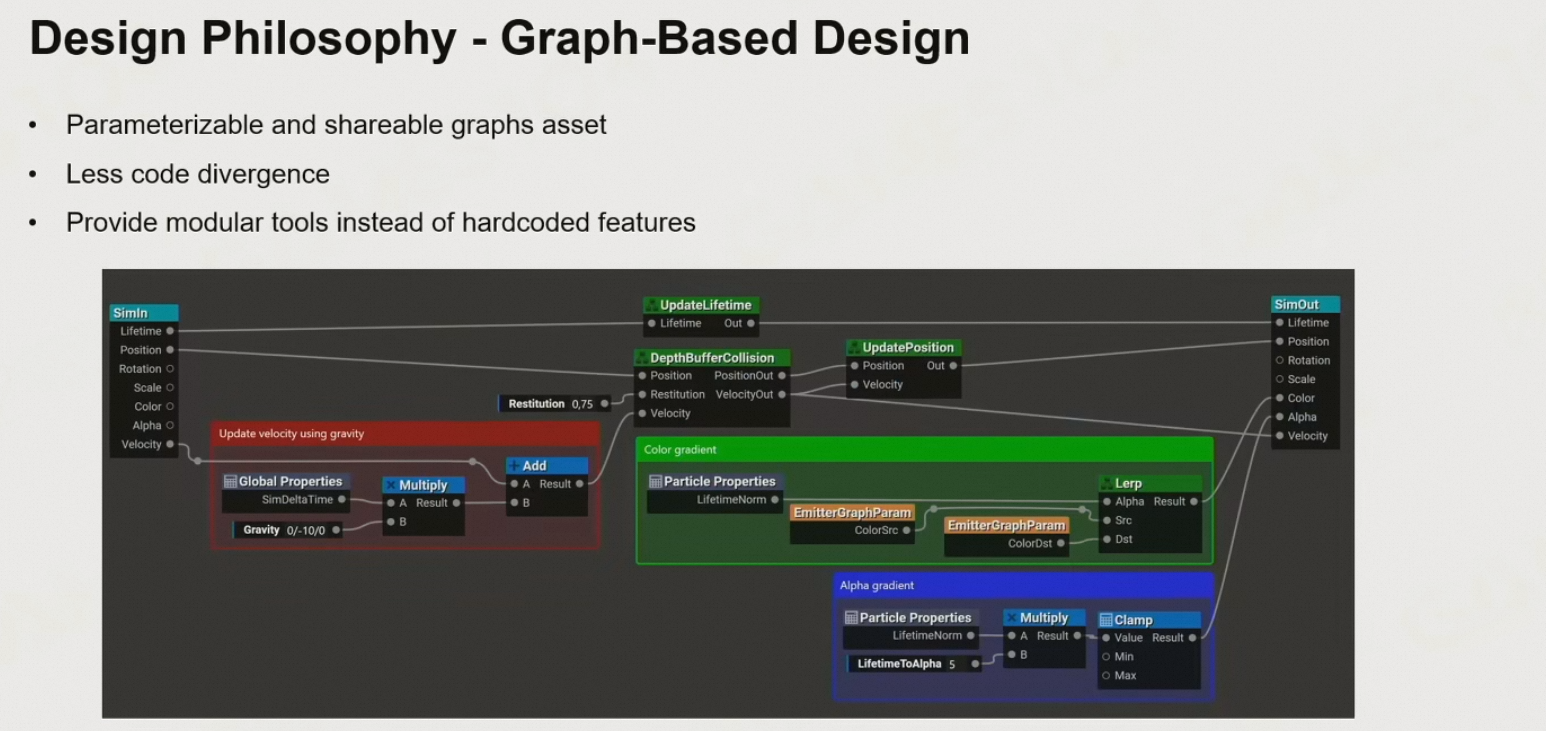 Design Philosophy - Graph-Based Design
• Parameterizable and shareable graphs asset
• Less code divergence
• Provide modular tools instead of hardcoded features
SimIn
Lifetime
Position
Rotation
Scale
Color
Alpha
Velocity
Update velocity using gravity
Global Properties
SimDeltaTime
Gravity 0/-10/0
Multiply
A Result
B
Add
A Result
B
Restitution 0,75
UpdateLifetime
Lifetime Out
DepthBufferCollision
Position PositionOut
Restitution VelocityOut
Velocity
UpdatePosition
Position Out
Velocity
Color gradient
Particle Properties
LifetimeNorm
EmitterGraphParam
ColorSrc
EmitterGraphParam
ColorDst
Lerp
Alpha Result
Src
Dst
Alpha gradient
Particle Properties
LifetimeNorm
LifetimeToAlpha 5
Multiply
A Result
B
Clamp
Value Result
Min
Max
SimOut
Lifetime
Position
Rotation
Scale
Color
Alpha
Velocity